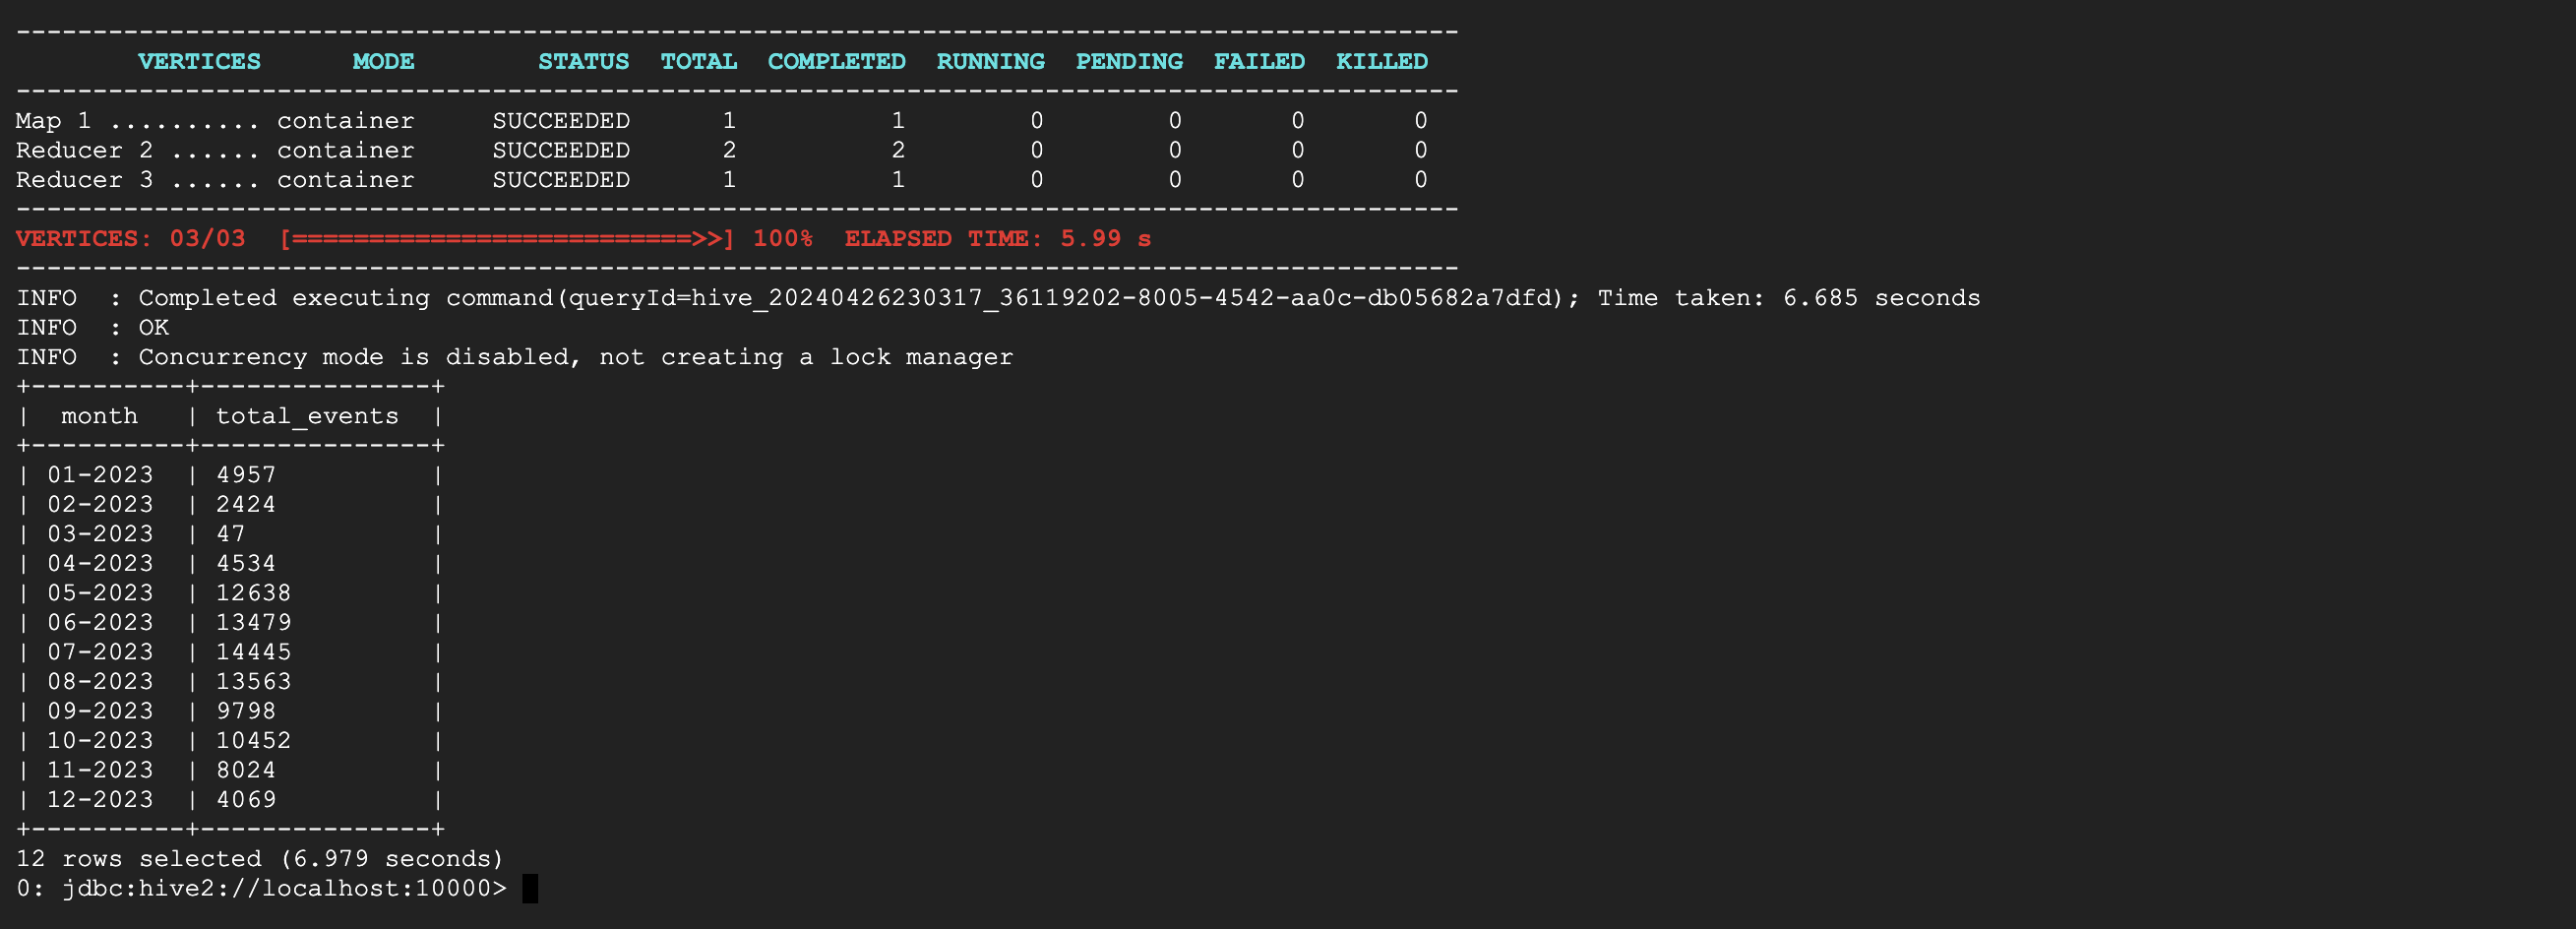 ----------------------------------------------------------------------------------------------
        VERTICES      MODE        STATUS  TOTAL  COMPLETED  RUNNING  PENDING  FAILED  KILLED
----------------------------------------------------------------------------------------------
Map 1 .......... container     SUCCEEDED      1          1        0        0       0       0
Reducer 2 ...... container     SUCCEEDED      2          2        0        0       0       0
Reducer 3 ...... container     SUCCEEDED      1          1        0        0       0       0
----------------------------------------------------------------------------------------------
VERTICES: 03/03  [==========================>>] 100%  ELAPSED TIME: 5.99 s
----------------------------------------------------------------------------------------------
INFO  : Completed executing command(queryId=hive_20240426230317_36119202-8005-4542-aa0c-db05682a7dfd); Time taken: 6.685 seconds
INFO  : OK
INFO  : Concurrency mode is disabled, not creating a lock manager
+----------+---------------+
|  month   | total_events  |
+----------+---------------+
| 01-2023  | 4957          |
| 02-2023  | 2424          |
| 03-2023  | 47            |
| 04-2023  | 4534          |
| 05-2023  | 12638         |
| 06-2023  | 13479         |
| 07-2023  | 14445         |
| 08-2023  | 13563         |
| 09-2023  | 9798          |
| 10-2023  | 10452         |
| 11-2023  | 8024          |
| 12-2023  | 4069          |
+----------+---------------+
12 rows selected (6.979 seconds)
0: jdbc:hive2://localhost:10000>